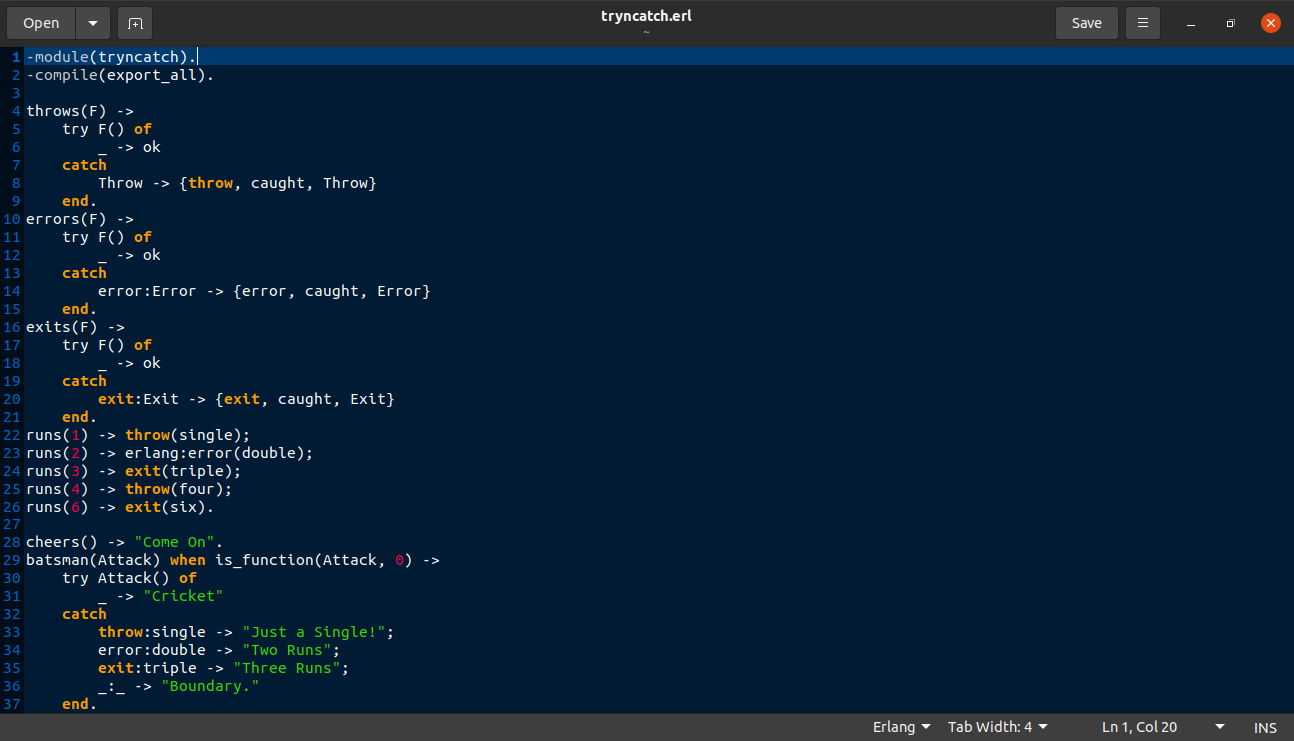 Open
tryncatch.erl
~
Save
1 -module(tryncatch).
2 -compile(export_all).
3
4 throws(F) ->
5     try F() of
6         _ -> ok
7     catch
8         Throw -> {throw, caught, Throw}
9     end.
10 errors(F) ->
11     try F() of
12         _ -> ok
13     catch
14         error:Error -> {error, caught, Error}
15     end.
16 exits(F) ->
17     try F() of
18         _ -> ok
19     catch
20         exit:Exit -> {exit, caught, Exit}
21     end.
22 runs(1) -> throw(single);
23 runs(2) -> erlang:error(double);
24 runs(3) -> exit(triple);
25 runs(4) -> throw(four);
26 runs(6) -> exit(six).
27
28 cheers() -> "Come On".
29 batsman(Attack) when is_function(Attack, 0) ->
30     try Attack() of
31         _ -> "Cricket"
32     catch
33         throw:single -> "Just a Single!";
34         error:double -> "Two Runs";
35         exit:triple -> "Three Runs";
36         _:_ -> "Boundary."
37     end.
Erlang Tab Width: 4 Ln 1, Col 20 INS